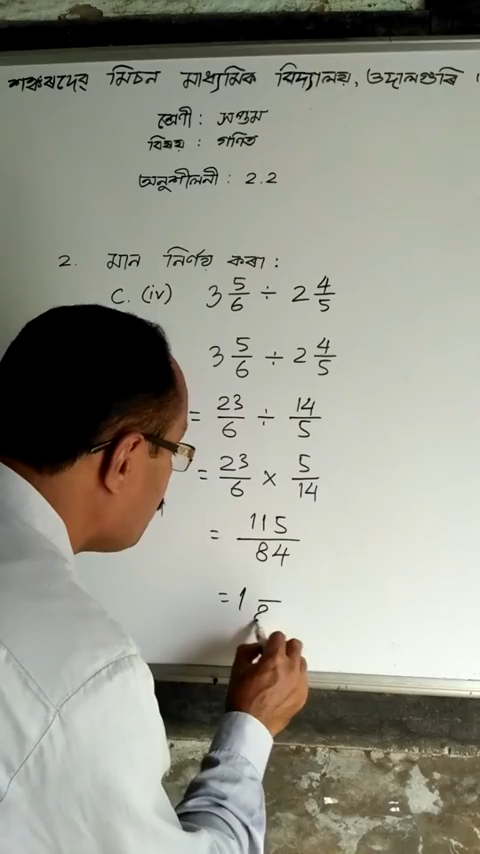 শঙ্কৰদেৱ মিচন মাধ্যমিক বিদ্যালয়, ওদালগুৰি ।
শ্ৰেণী : সপ্তম
বিষয় : গণিত
অনুশীলনী : 2.2
2. মান নিৰ্ণয় কৰা :
C. (iv) 3 5/6 ÷ 2 4/5
3 5/6 ÷ 2 4/5
= 23/6 ÷ 14/5
= 23/6 × 5/14
= 115/84
= 1 /8